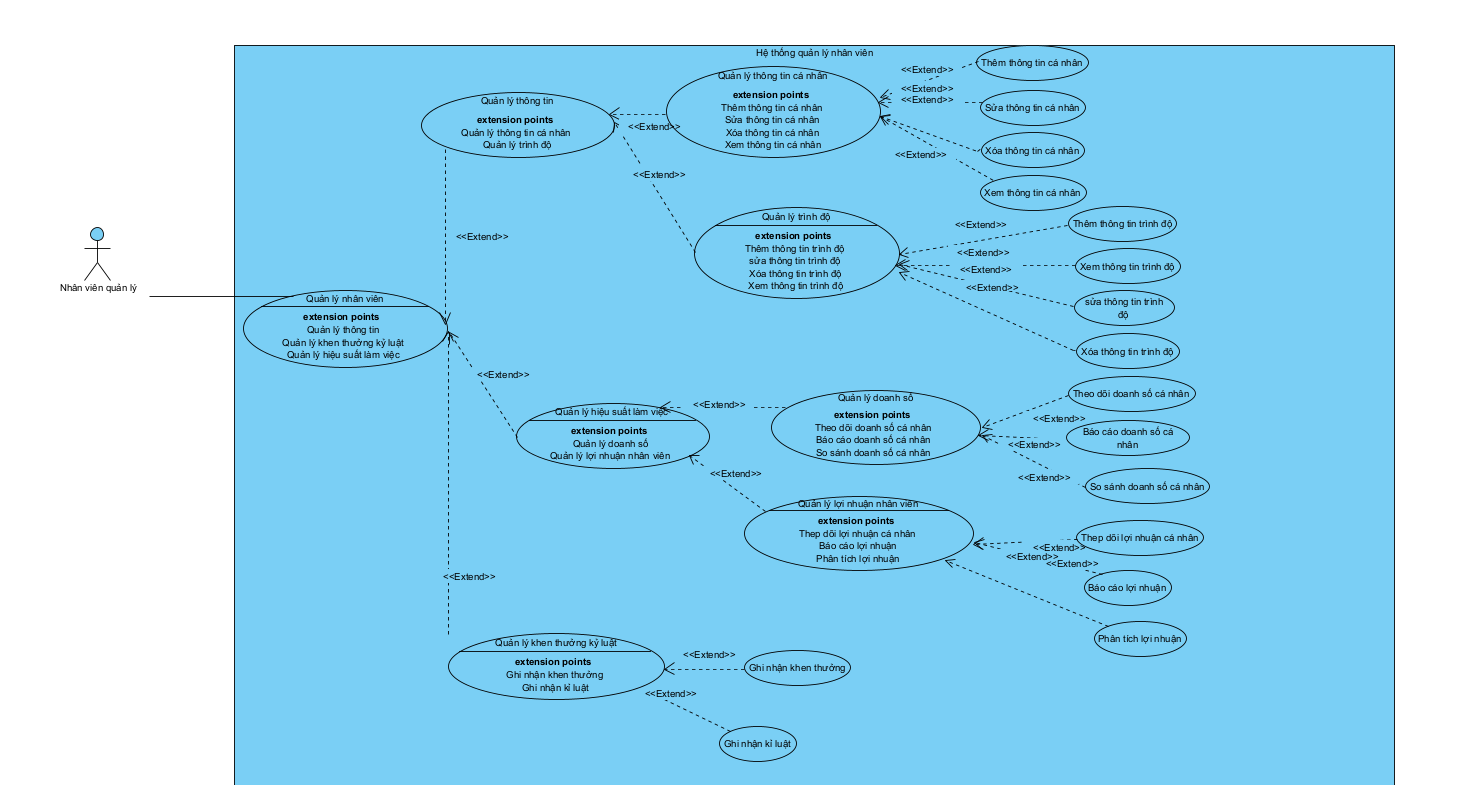 Hệ thống quản lý nhân viên
Nhân viên quản lý
Quản lý nhân viên
extension points
Quản lý thông tin
Quản lý khen thưởng kỷ luật
Quản lý hiệu suất làm việc
<<Extend>>
Quản lý thông tin
extension points
Quản lý thông tin cá nhân
Quản lý trình độ
<<Extend>>
<<Extend>>
Quản lý thông tin cá nhân
extension points
Thêm thông tin cá nhân
Sửa thông tin cá nhân
Xóa thông tin cá nhân
Xem thông tin cá nhân
<<Extend>>
<<Extend>>
<<Extend>>
<<Extend>>
Thêm thông tin cá nhân
Sửa thông tin cá nhân
Xóa thông tin cá nhân
Xem thông tin cá nhân
Quản lý trình độ
extension points
Thêm thông tin trình độ
sửa thông tin trình độ
Xóa thông tin trình độ
Xem thông tin trình độ
<<Extend>>
<<Extend>>
<<Extend>>
<<Extend>>
Thêm thông tin trình độ
Xem thông tin trình độ
sửa thông tin trình
độ
Xóa thông tin trình độ
<<Extend>>
Quản lý hiệu suất làm việc
extension points
Quản lý doanh số
Quản lý lợi nhuận nhân viên
<<Extend>>
<<Extend>>
Quản lý doanh số
extension points
Theo dõi doanh số cá nhân
Báo cáo doanh số cá nhân
So sánh doanh số cá nhân
<<Extend>>
<<Extend>>
<<Extend>>
Theo dõi doanh số cá nhân
Báo cáo doanh số cá
nhân
So sánh doanh số cá nhân
Quản lý lợi nhuận nhân viên
extension points
Thep dõi lợi nhuận cá nhân
Báo cáo lợi nhuận
Phân tích lợi nhuận
<<Extend>>
<<Extend>>
<<Extend>>
Thep dõi lợi nhuận cá nhân
Báo cáo lợi nhuận
Phân tích lợi nhuận
<<Extend>>
Quản lý khen thưởng kỷ luật
extension points
Ghi nhận khen thưởng
Ghi nhận kỉ luật
<<Extend>>
<<Extend>>
Ghi nhận khen thưởng
Ghi nhận kỉ luật